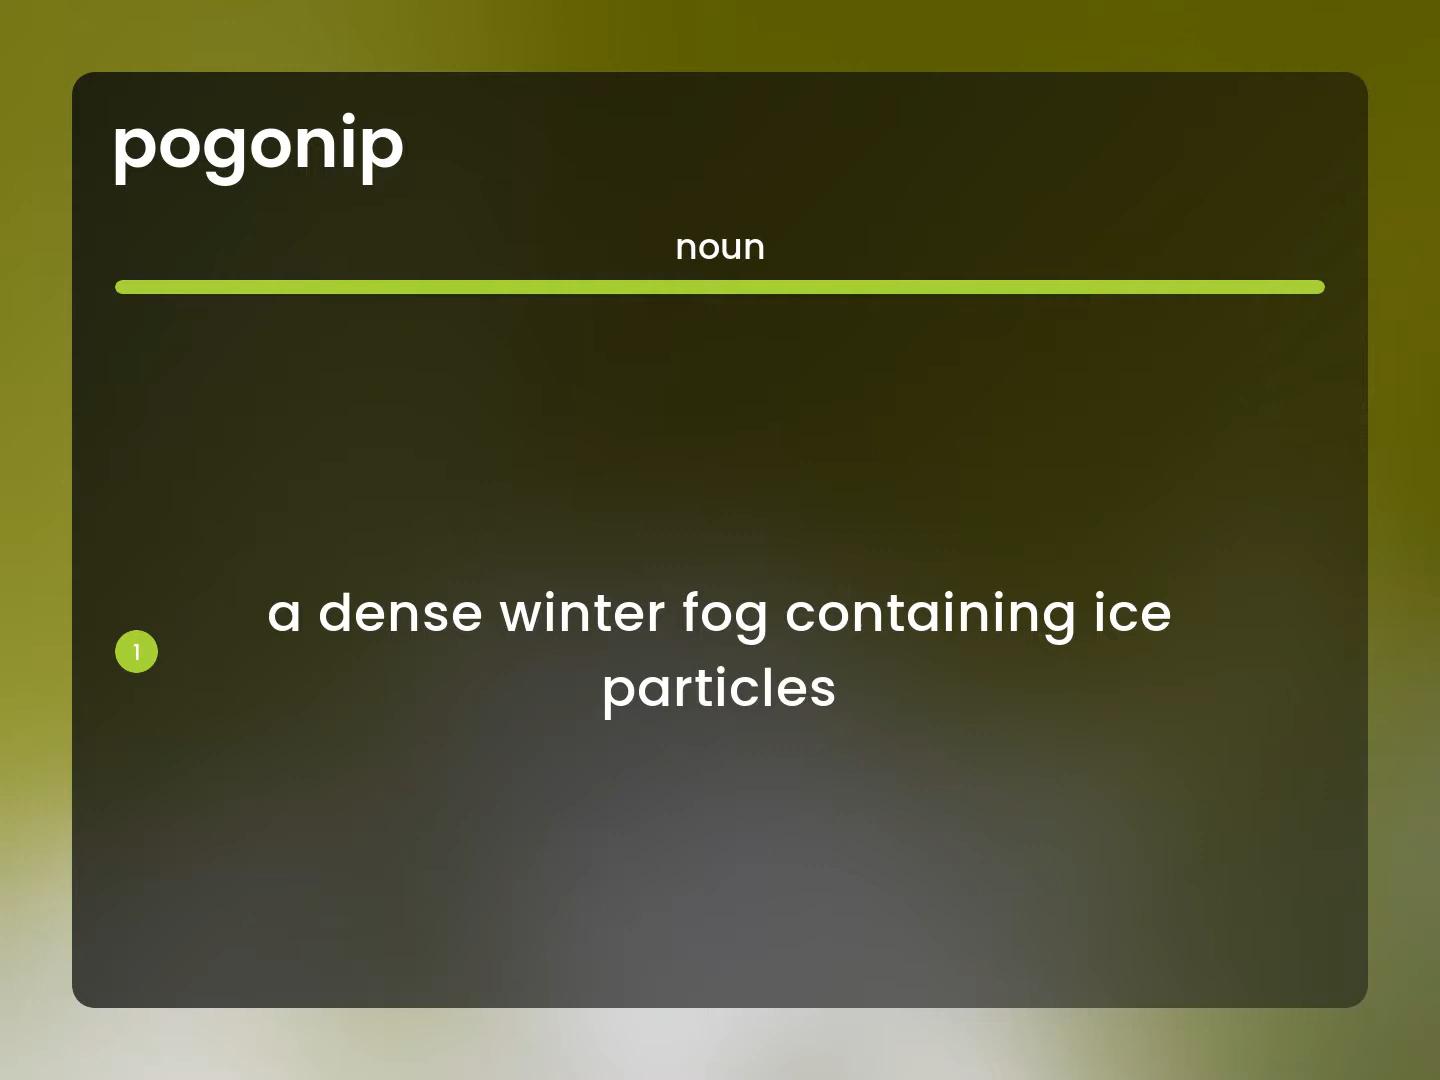 pogonip
noun
1
a dense winter fog containing ice
particles